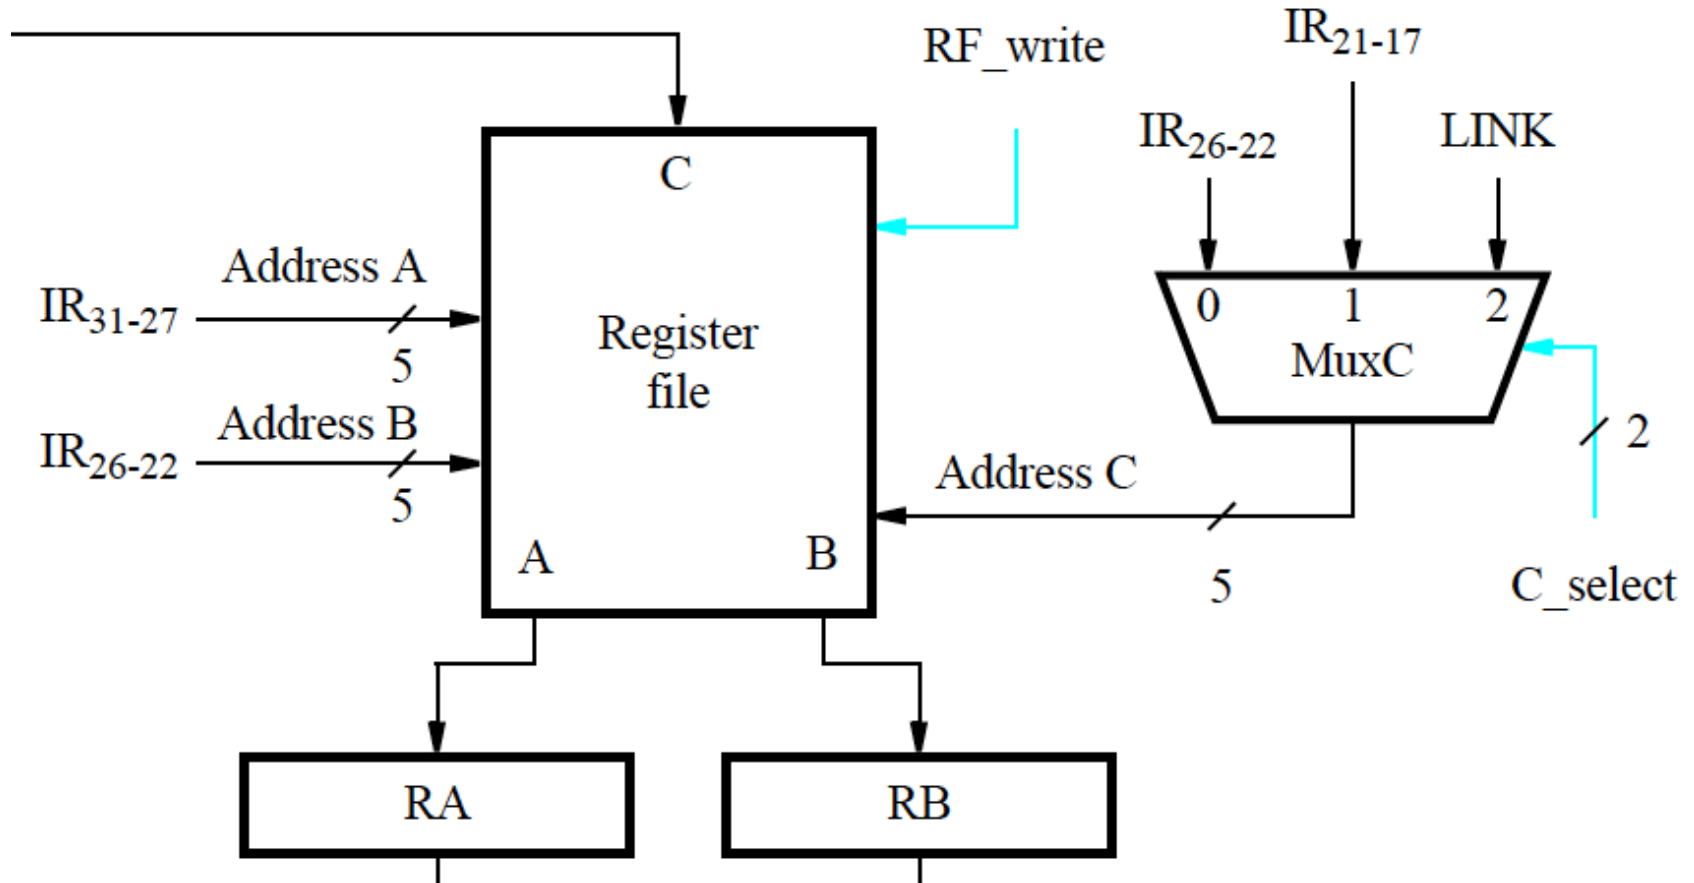 RF_write
IR21-17
IR26-22
LINK
C
Address A
IR31-27
5
0 1 2
MuxC
Register
file
Address B
IR26-22
5
2
Address C
5
A
B
C_select
RA
RB